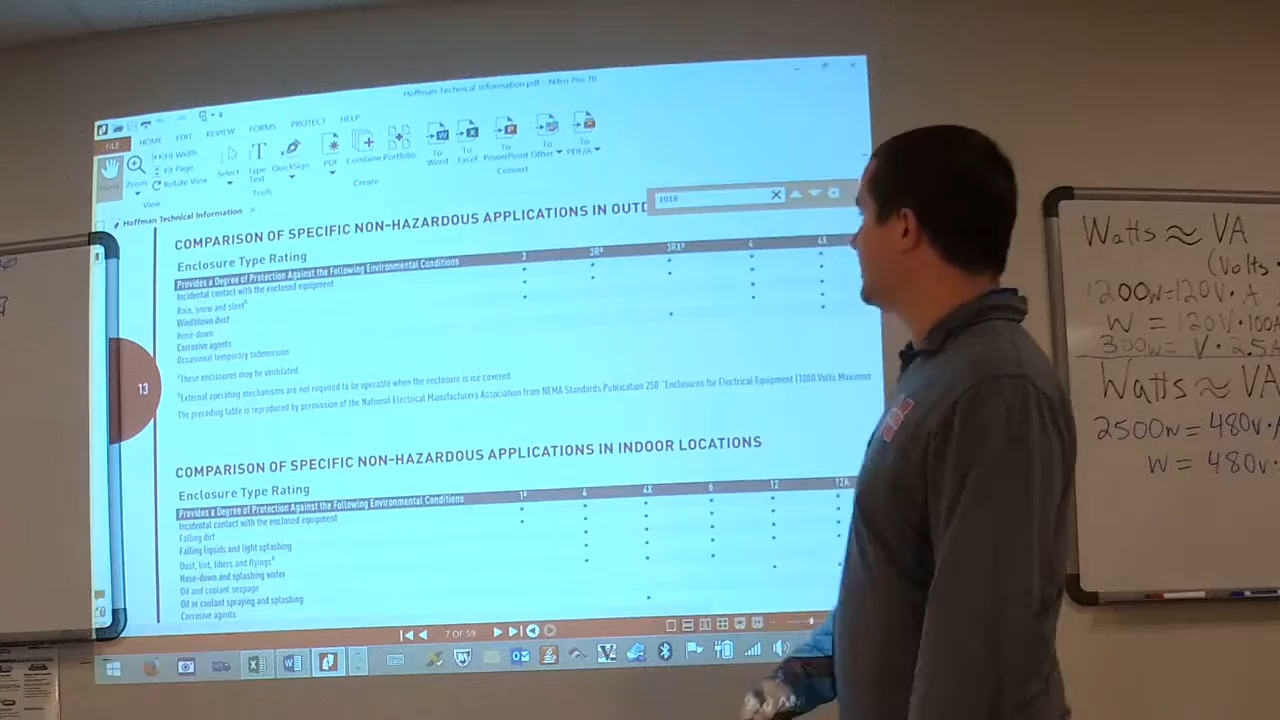 Hoffman Technical Information.pdf - Nitro Pro 10
FILE HOME EDIT REVIEW FORMS PROTECT HELP
Hand Zoom Fit Width Fit Page Rotate View Select Type Text QuickSign PDF Combine Portfolio To Word To Excel To PowerPoint To Other To PDF/A
View Tools Create Convert
Hoffman Technical Information
1018
COMPARISON OF SPECIFIC NON-HAZARDOUS APPLICATIONS IN OUTD
Enclosure Type Rating
Provides a Degree of Protection Against the Following Environmental Conditions 3 3Rª 3RXª 4 4X
Incidental contact with the enclosed equipment
Rain, snow and sleetᵇ
Windblown dust
Hose-down
Corrosive agents
Occasional temporary submersion
ªThese enclosures may be ventilated.
ᵇExternal operating mechanisms are not required to be operable when the enclosure is ice covered.
The preceding table is reproduced by permission of the National Electrical Manufacturers Association from NEMA Standards Publication 250 "Enclosures for Electrical Equipment (1000 Volts Maximum
13
COMPARISON OF SPECIFIC NON-HAZARDOUS APPLICATIONS IN INDOOR LOCATIONS
Enclosure Type Rating
Provides a Degree of Protection Against the Following Environmental Conditions 1ª 4 4X 6 12 12K
Incidental contact with the enclosed equipment
Falling dirt
Falling liquids and light splashing
Dust, lint, fibers and flyingsᵇ
Hose-down and splashing water
Oil and coolant seepage
Oil or coolant spraying and splashing
Corrosive agents
7 OF 59
Watts ≈ VA
(Volts
1200w=120V·A
W = 120V·100A
300w= V·2.5A
Watts ≈ VA
2500w= 480v·
W = 480v·